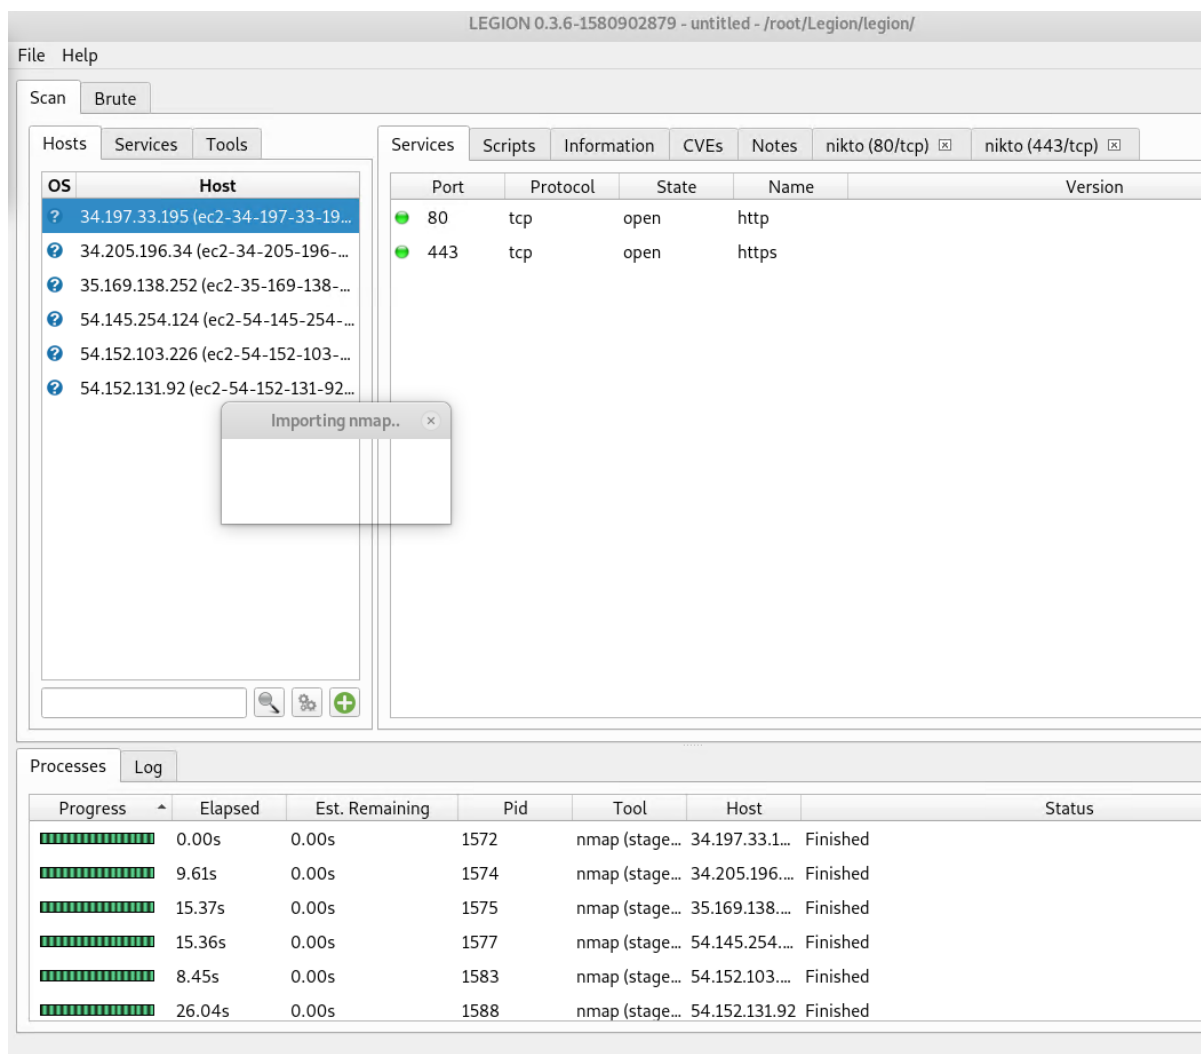 LEGION 0.3.6-1580902879 - untitled - /root/Legion/legion/
File Help
Scan Brute
Hosts Services Tools
OS Host
34.197.33.195 (ec2-34-197-33-19...
34.205.196.34 (ec2-34-205-196-...
35.169.138.252 (ec2-35-169-138-...
54.145.254.124 (ec2-54-145-254-...
54.152.103.226 (ec2-54-152-103-...
54.152.131.92 (ec2-54-152-131-92...
Services Scripts Information CVEs Notes nikto (80/tcp) nikto (443/tcp)
Port Protocol State Name Version
80 tcp open http
443 tcp open https
Importing nmap..
Processes Log
Progress Elapsed Est. Remaining Pid Tool Host Status
0.00s 0.00s 1572 nmap (stage... 34.197.33.1... Finished
9.61s 0.00s 1574 nmap (stage... 34.205.196.... Finished
15.37s 0.00s 1575 nmap (stage... 35.169.138.... Finished
15.36s 0.00s 1577 nmap (stage... 54.145.254.... Finished
8.45s 0.00s 1583 nmap (stage... 54.152.103.... Finished
26.04s 0.00s 1588 nmap (stage... 54.152.131.92 Finished